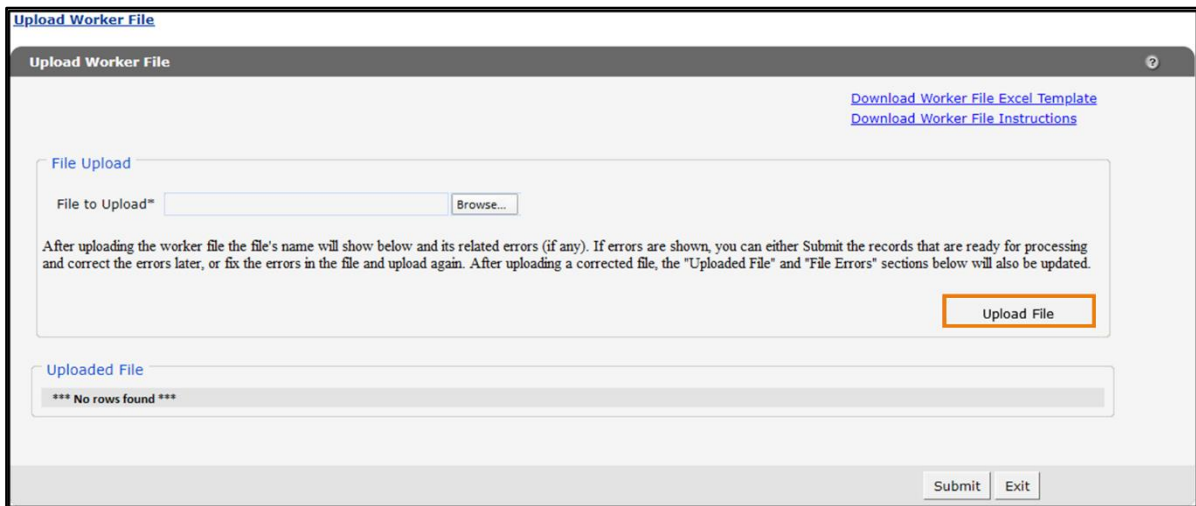 Upload Worker File
Upload Worker File ?
Download Worker File Excel Template
Download Worker File Instructions
File Upload
File to Upload* Browse...
After uploading the worker file the file's name will show below and its related errors (if any). If errors are shown, you can either Submit the records that are ready for processing
and correct the errors later, or fix the errors in the file and upload again. After uploading a corrected file, the "Uploaded File" and "File Errors" sections below will also be updated.
Upload File
Uploaded File
*** No rows found ***
Submit Exit